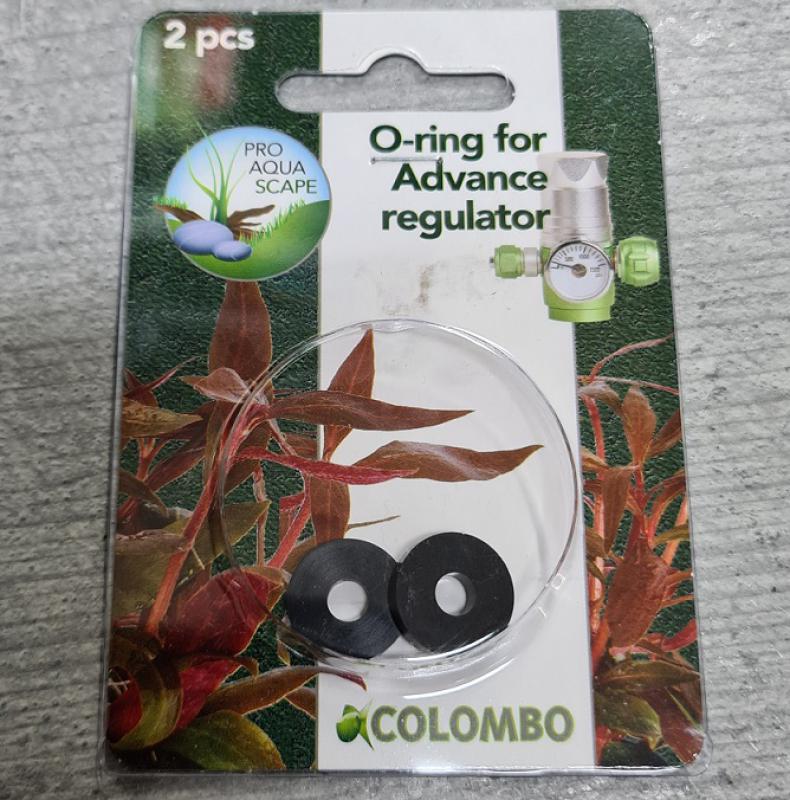 2 pcs
PRO
AQUA
SCAPE
O-ring for
Advance
regulator
COLOMBO